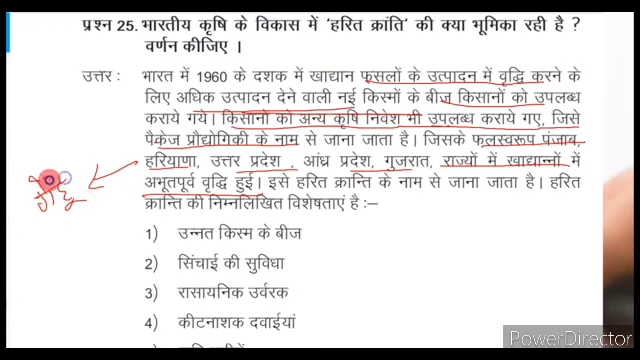 प्रश्न 25. भारतीय कृषि के विकास में 'हरित क्रांति' की क्या भूमिका रही है ?
वर्णन कीजिए ।
उत्तर : भारत में 1960 के दशक में खाद्यान फसलों के उत्पादन में वृद्धि करने के
लिए अधिक उत्पादन देने वाली नई किस्मों के बीज किसानों को उपलब्ध
कराये गये। किसानों को अन्य कृषि निवेश भी उपलब्ध कराए गए, जिसे
पैकेज प्रौद्योगिकी के नाम से जाना जाता है। जिसके फलस्वरूप पंजाब,
हरियाणा, उत्तर प्रदेश , आंध्र प्रदेश, गुजरात, राज्यों में खाद्यान्नों में
अभूतपूर्व वृद्धि हुई। इसे हरित क्रान्ति के नाम से जाना जाता है। हरित
क्रान्ति की निम्नलिखित विशेषताएं है :–
1) उन्नत किस्म के बीज
2) सिंचाई की सुविधा
3) रासायनिक उर्वरक
4) कीटनाशक दवाईयां
PowerDirector